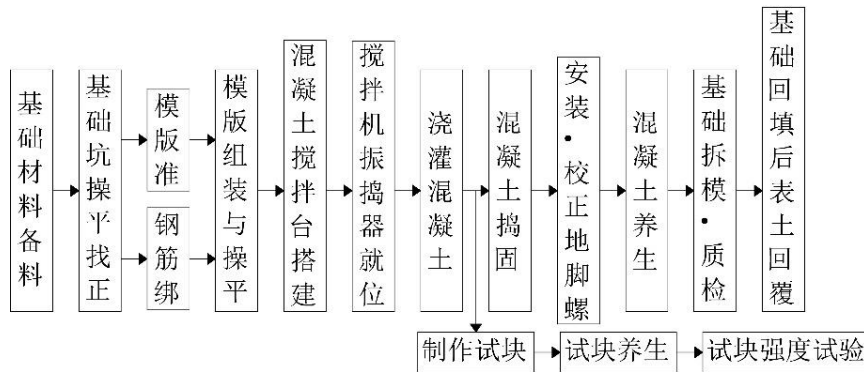 基础材料备料
基础坑操平找正
模版准
钢筋绑
模版组装与操平
混凝土搅拌台搭建
搅拌机振捣器就位
浇灌混凝土
混凝土捣固
安装·校正地脚螺
混凝土养生
基础拆模·质检
基础回填后表土回覆
制作试块
试块养生
试块强度试验